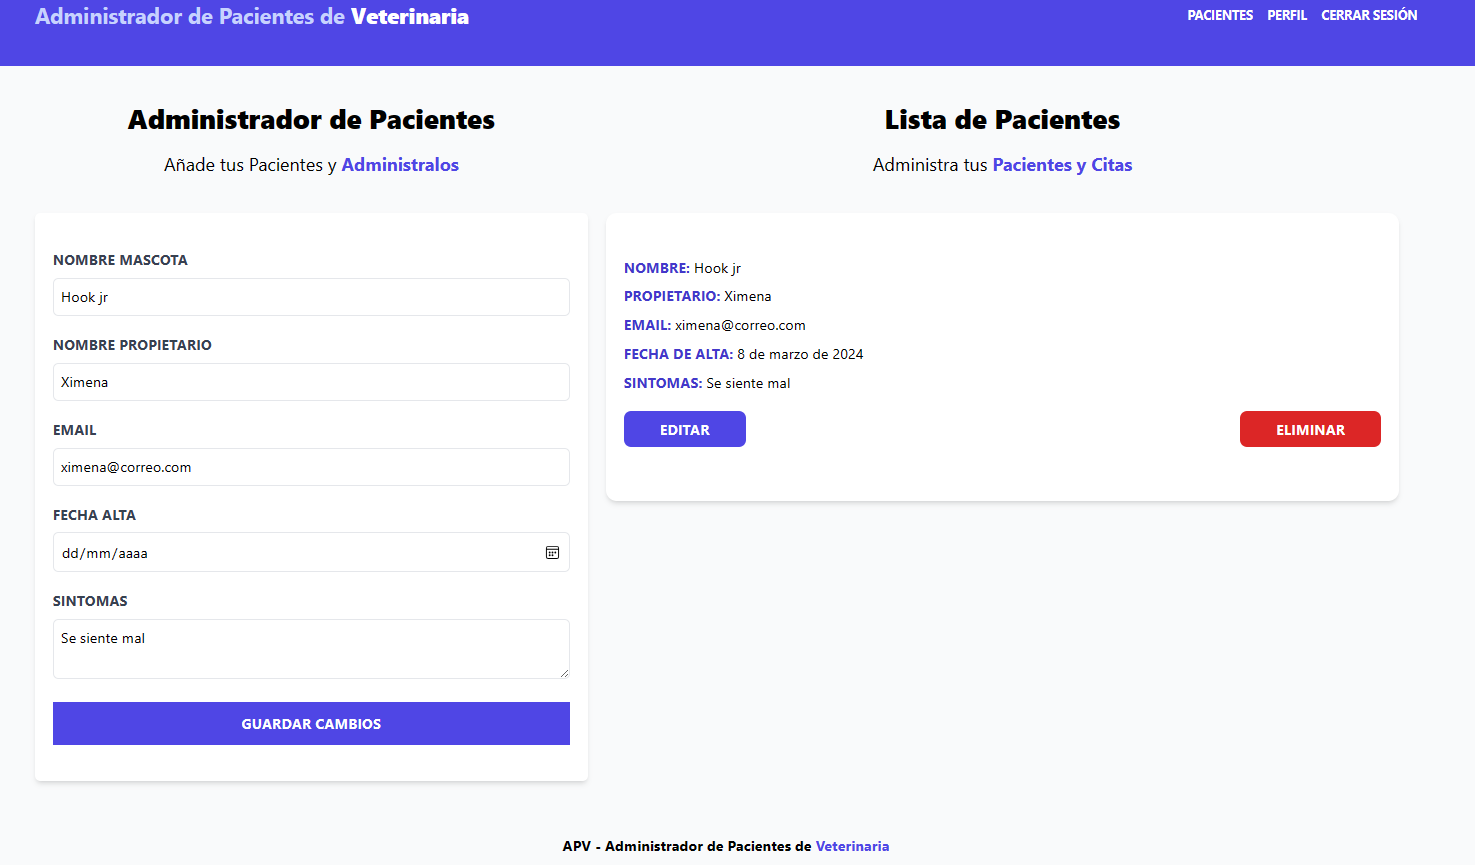 Administrador de Pacientes de Veterinaria
PACIENTES PERFIL CERRAR SESIÓN
Administrador de Pacientes
Añade tus Pacientes y Administralos
NOMBRE MASCOTA
Hook jr
NOMBRE PROPIETARIO
Ximena
EMAIL
ximena@correo.com
FECHA ALTA
dd/mm/aaaa
SINTOMAS
Se siente mal
GUARDAR CAMBIOS
Lista de Pacientes
Administra tus Pacientes y Citas
NOMBRE: Hook jr
PROPIETARIO: Ximena
EMAIL: ximena@correo.com
FECHA DE ALTA: 8 de marzo de 2024
SINTOMAS: Se siente mal
EDITAR ELIMINAR
APV - Administrador de Pacientes de Veterinaria